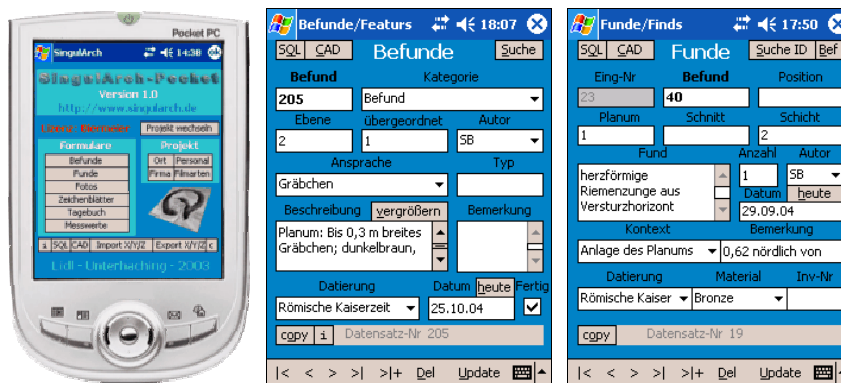 Pocket PC
SingulArch 14:38
SingulArch-Pocket
Version 1.0
http://www.singularch.de
Projekt wechseln
Formulare Projekt
Befunde Ort Personal
Funde Firma Filmarten
Fotos
Zeichenblätter
Tagebuch
Messwerte
i SQL CAD Import X/Y/Z Export X/Y/Z c
Lidl - Unterhaching - 2003
Befunde/Featurs 18:07
SQL CAD Befunde Suche
Befund Kategorie
205 Befund
Ebene übergeordnet Autor
2 1 SB
Ansprache Typ
Gräbchen
Beschreibung vergrößern Bemerkung
Planum: Bis 0,3 m breites
Gräbchen; dunkelbraun,
Datierung Datum heute Fertig
Römische Kaiserzeit 25.10.04
copy i Datensatz-Nr 205
|< < > >| >|+ Del Update
Funde/Finds 17:50
SQL CAD Funde Suche ID Bef
Eing-Nr Befund Position
23 40
Planum Schnitt Schicht
1 2
Fund Anzahl Autor
herzförmige 1 SB
Riemenzunge aus Datum heute
Versturzhorizont 29.09.04
Kontext Bemerkung
Anlage des Planums 0,62 nördlich von
Datierung Material Inv-Nr
Römische Kaiser Bronze
copy Datensatz-Nr 19
|< < > >| >|+ Del Update